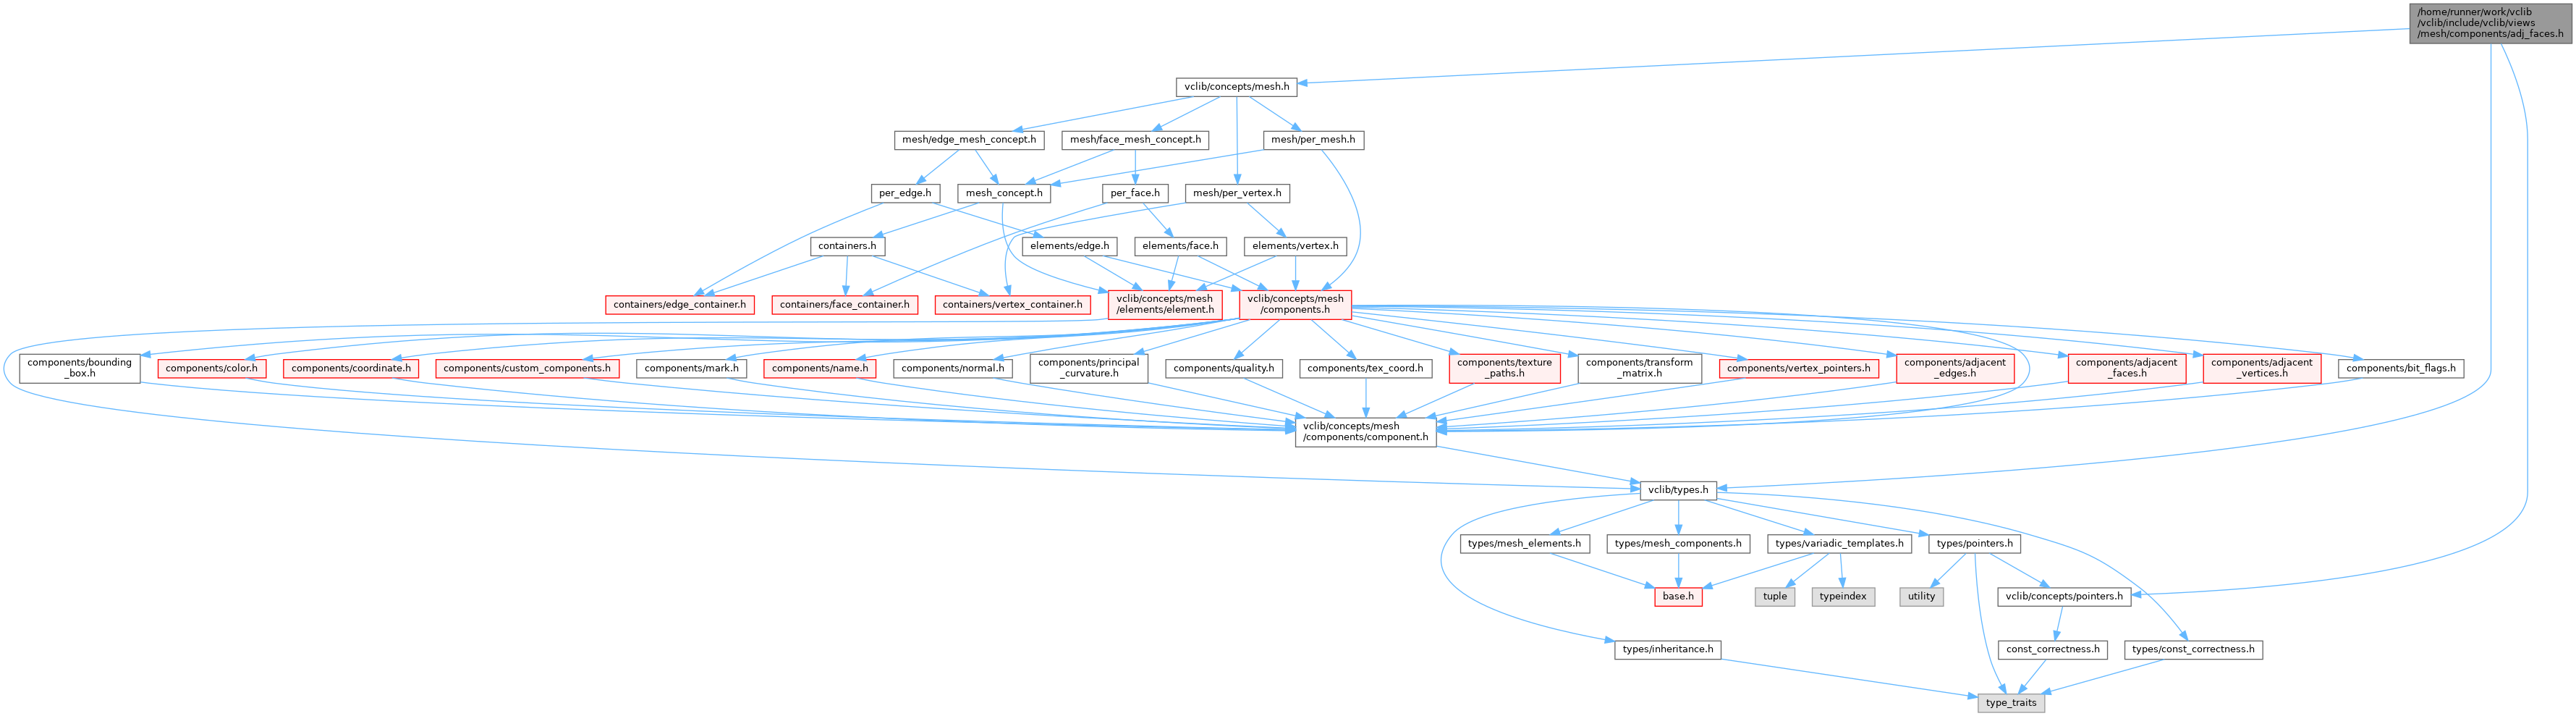 /home/runner/work/vclib
/vclib/include/vclib/views
/mesh/components/adj_faces.h
vclib/concepts/mesh.h
mesh/edge_mesh_concept.h
mesh/face_mesh_concept.h
mesh/per_mesh.h
per_edge.h
mesh_concept.h
per_face.h
mesh/per_vertex.h
containers.h
elements/edge.h
elements/face.h
elements/vertex.h
containers/edge_container.h
containers/face_container.h
containers/vertex_container.h
vclib/concepts/mesh
/elements/element.h
vclib/concepts/mesh
/components.h
components/bounding
_box.h
components/color.h
components/coordinate.h
components/custom_components.h
components/mark.h
components/name.h
components/normal.h
components/principal
_curvature.h
components/quality.h
components/tex_coord.h
components/texture
_paths.h
components/transform
_matrix.h
components/vertex_pointers.h
components/adjacent
_edges.h
components/adjacent
_faces.h
components/adjacent
_vertices.h
components/bit_flags.h
vclib/concepts/mesh
/components/component.h
vclib/types.h
types/mesh_elements.h
types/mesh_components.h
types/variadic_templates.h
types/pointers.h
base.h
tuple
typeindex
utility
vclib/concepts/pointers.h
types/inheritance.h
const_correctness.h
types/const_correctness.h
type_traits